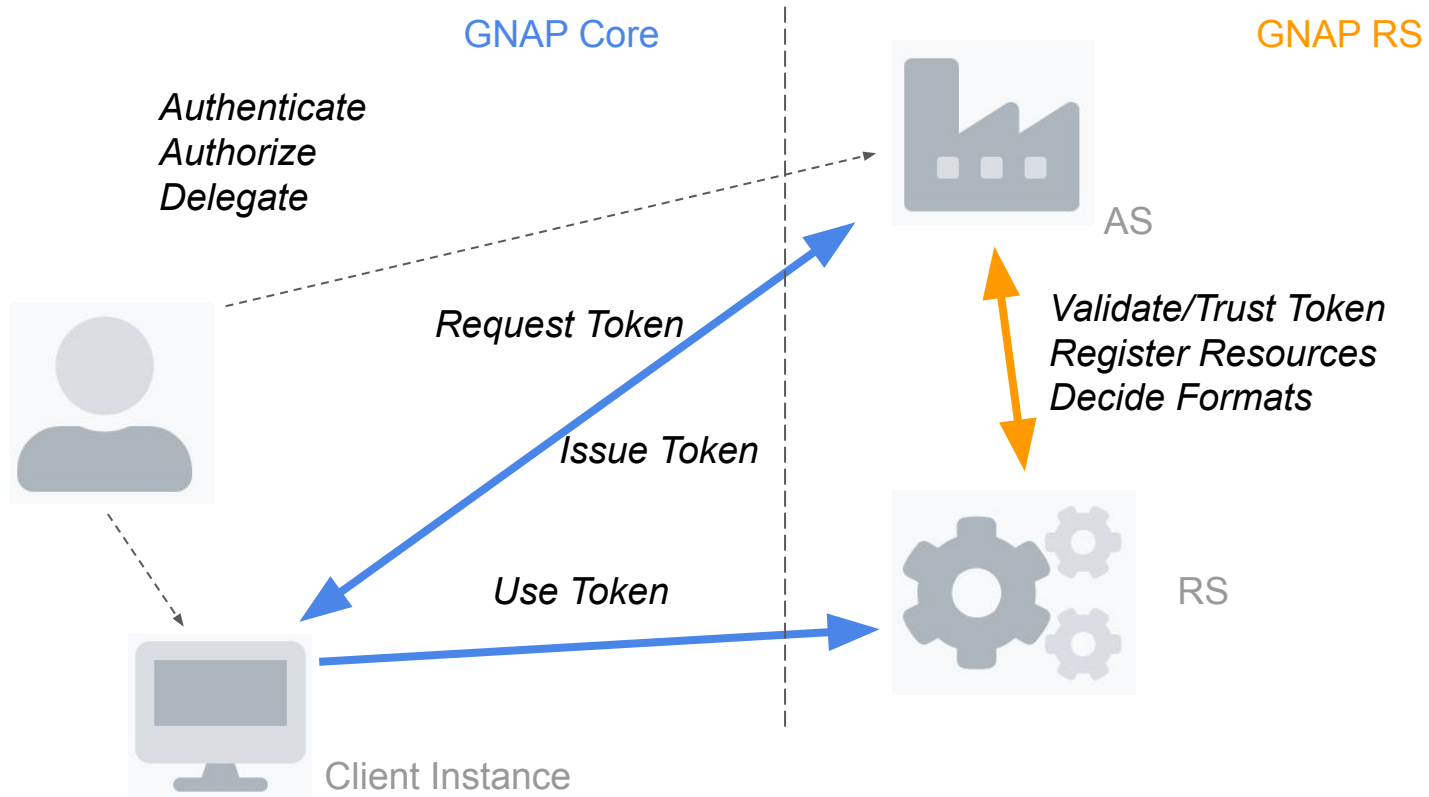 GNAP Core
GNAP RS
Authenticate
Authorize
Delegate
AS
Request Token
Validate/Trust Token
Register Resources
Decide Formats
Issue Token
Use Token
RS
Client Instance